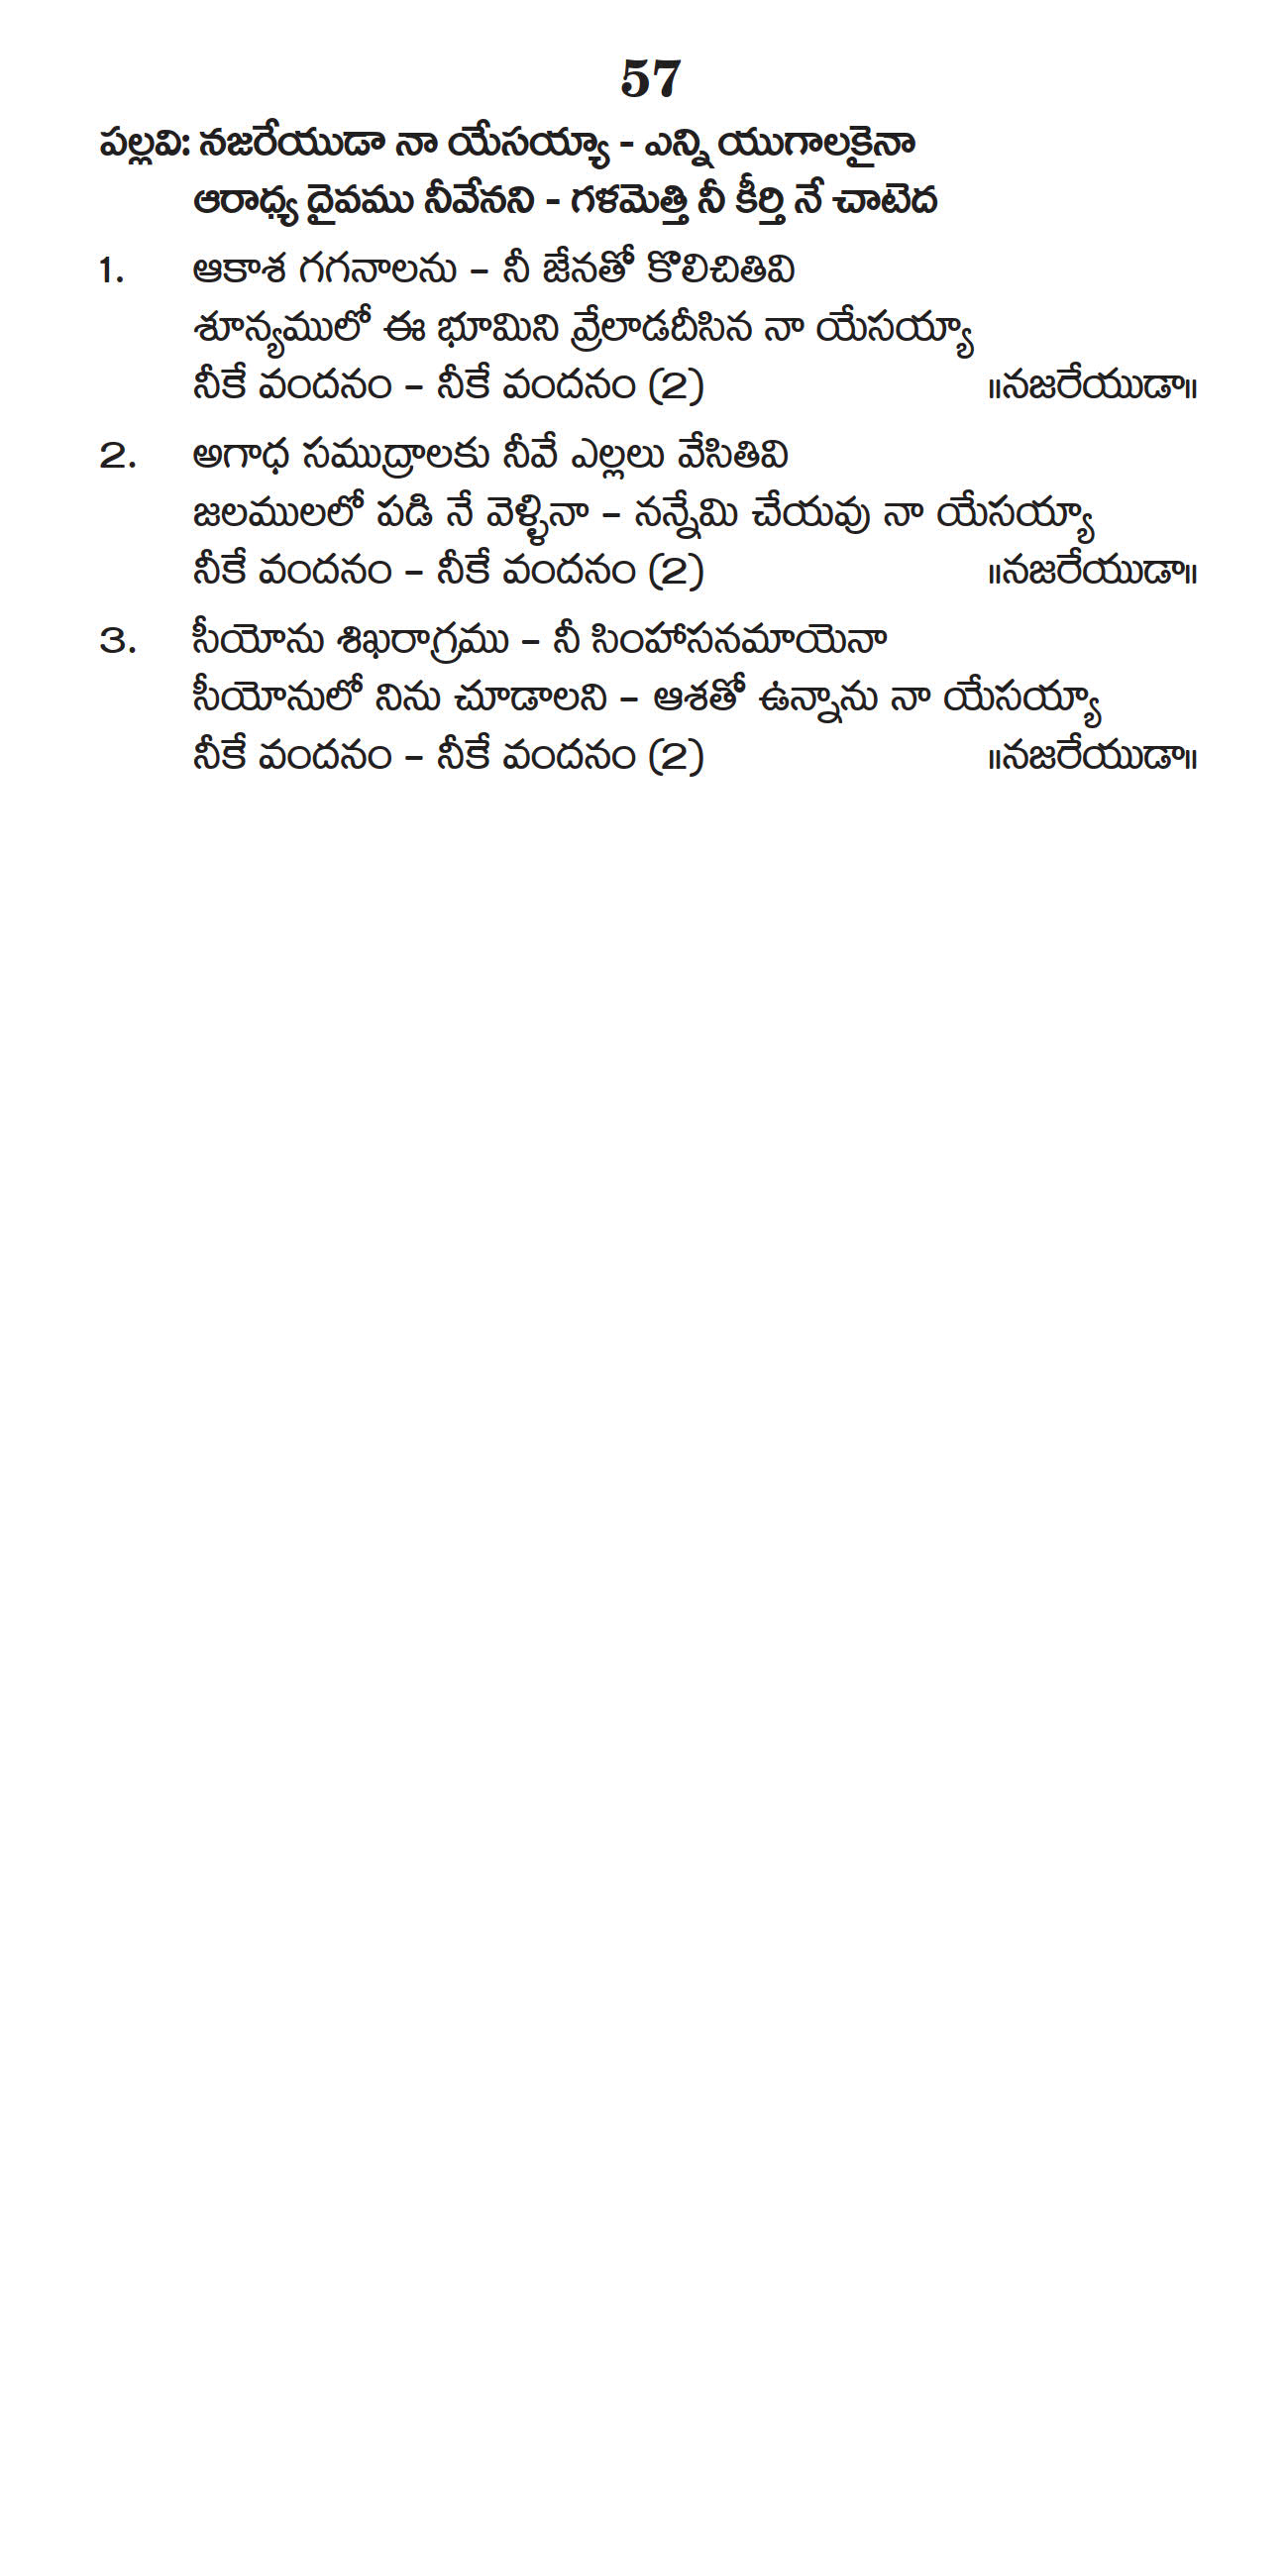 57
పల్లవి: నజరేయుడా నా యేసయ్యా - ఎన్ని యుగాలకైనా
ఆరాధ్య దైవము నీవేనని - గళమెత్తి నీ కీర్తి నే చాటెద
1. ఆకాశ గగనాలను - నీ జేనతో కొలిచితివి
శూన్యములో ఈ భూమిని వ్రేలాడదీసిన నా యేసయ్యా
నీకే వందనం - నీకే వందనం (2) ॥నజరేయుడా॥
2. అగాధ సముద్రాలకు నీవే ఎల్లలు వేసితివి
జలములలో పడి నే వెళ్ళినా - నన్నేమి చేయవు నా యేసయ్యా
నీకే వందనం - నీకే వందనం (2) ॥నజరేయుడా॥
3. సీయోను శిఖరాగ్రము - నీ సింహాసనమాయెనా
సీయోనులో నిను చూడాలని - ఆశతో ఉన్నాను నా యేసయ్యా
నీకే వందనం - నీకే వందనం (2) ॥నజరేయుడా॥